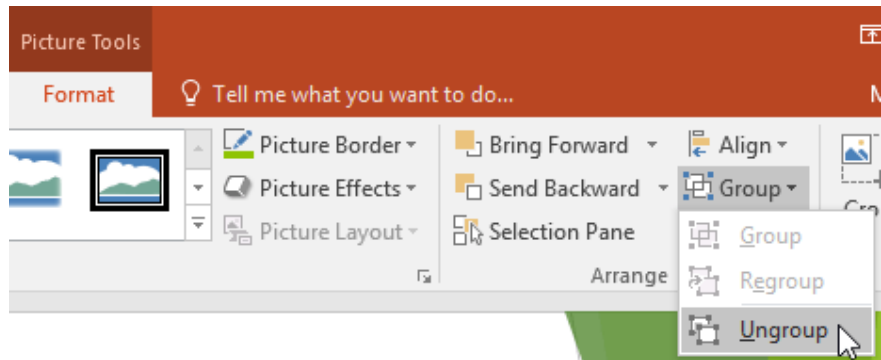 Picture Tools
Format
Tell me what you want to do...
Picture Border
Bring Forward
Align
Picture Effects
Send Backward
Group
Picture Layout
Selection Pane
Arrange
Group
Regroup
Ungroup